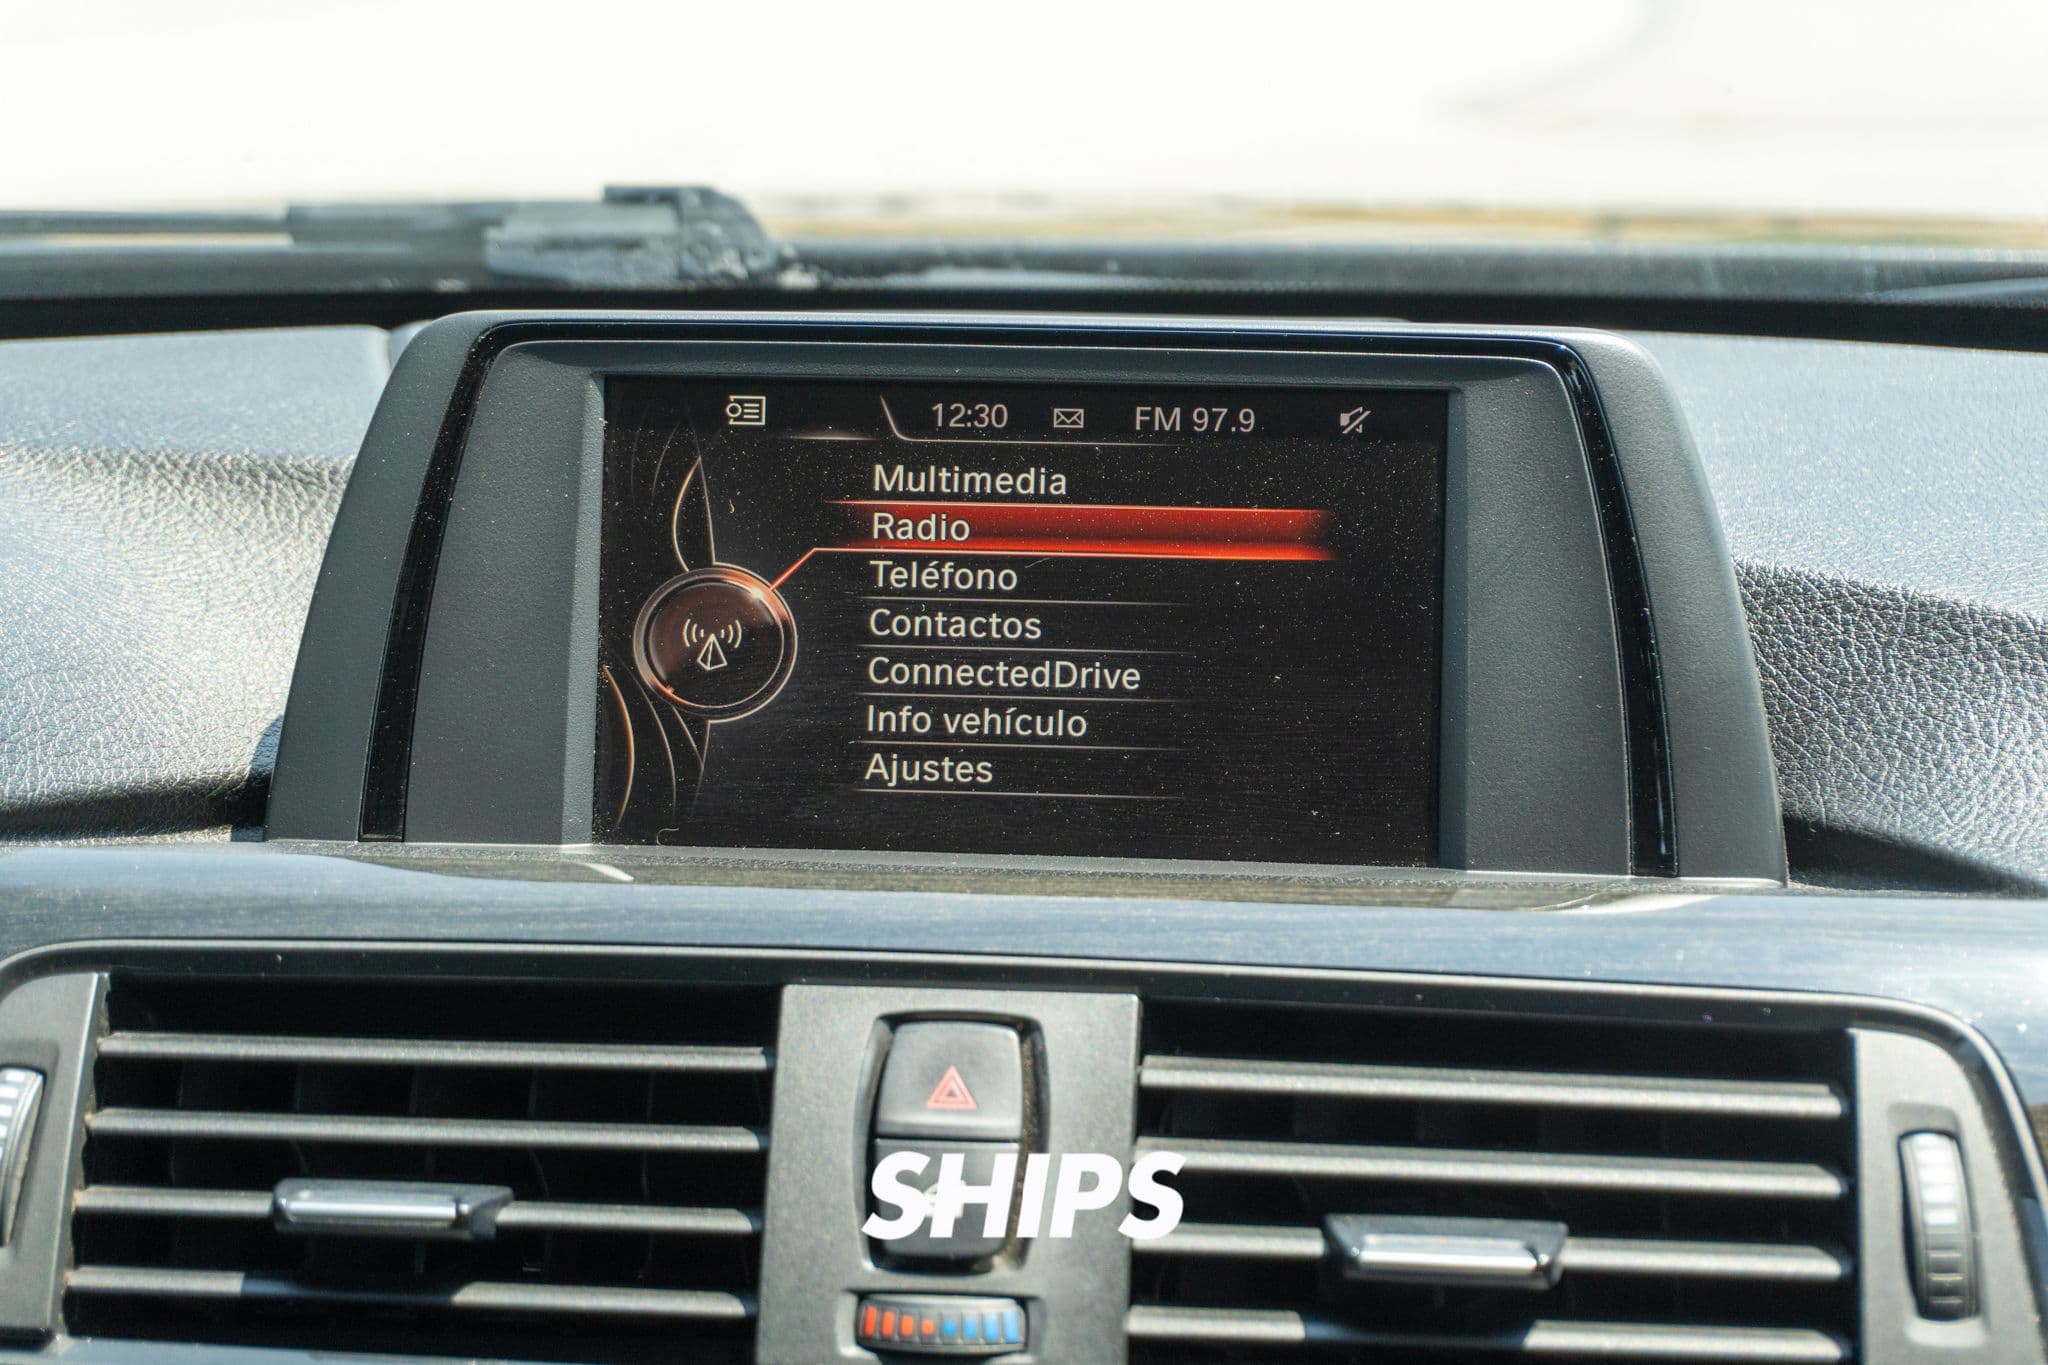 12:30 FM 97.9
Multimedia
Radio
Teléfono
Contactos
ConnectedDrive
Info vehículo
Ajustes
SHIPS